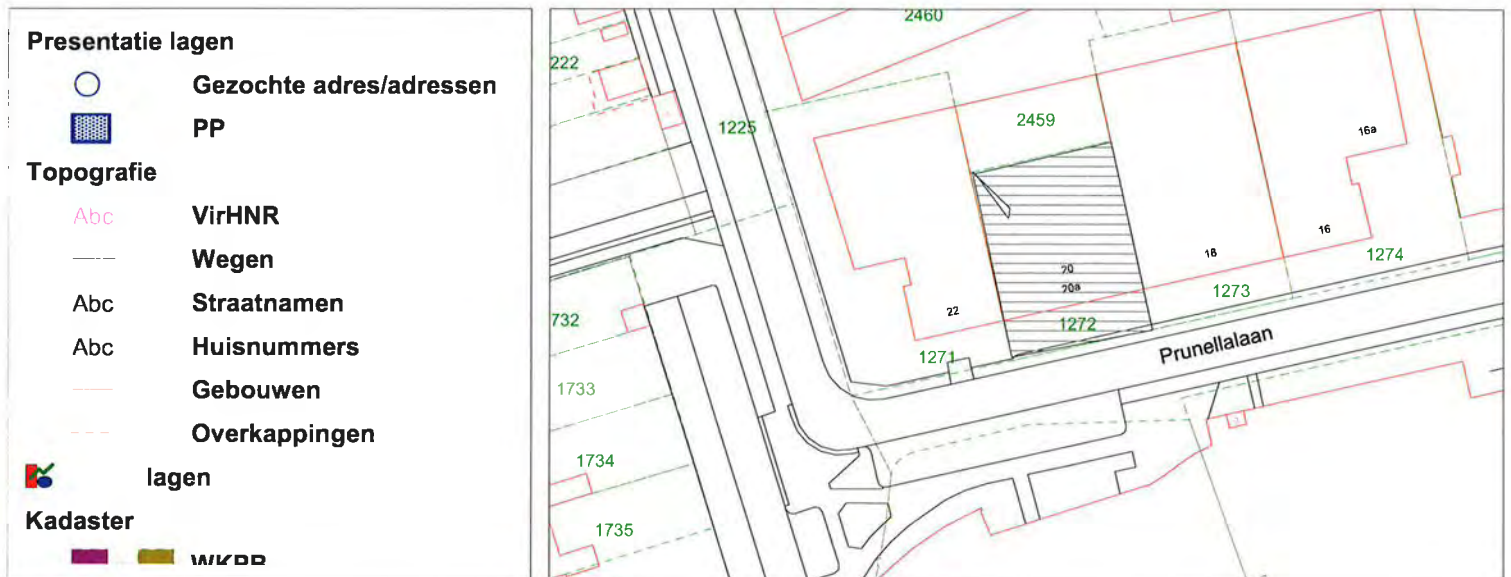 Presentatie lagen
Gezochte adres/adressen
PP
Topografie
Abc VirHNR
Wegen
Abc Straatnamen
Abc Huisnummers
Gebouwen
Overkappingen
lagen
Kadaster
WKPB
2460
222
1225
2459
16a
16
18
1274
20
20a
1273
22
1272
1271
Prunellalaan
732
1733
1734
1735